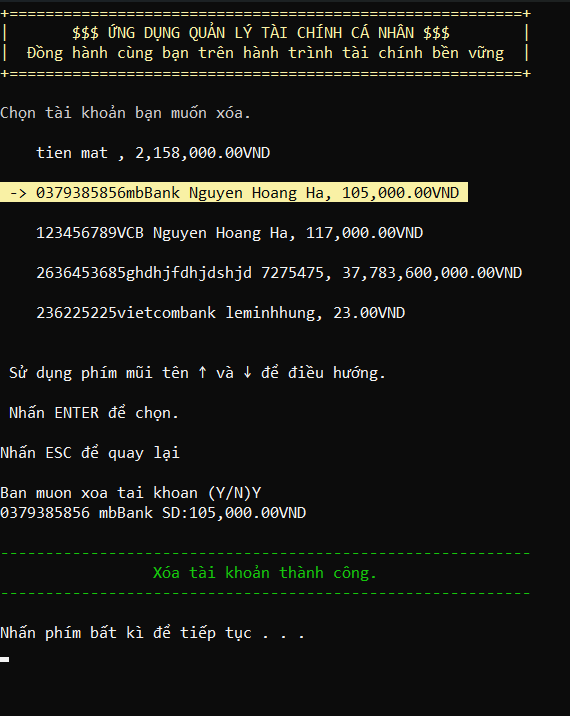 +=========================================================+
| $$$ ỨNG DỤNG QUẢN LÝ TÀI CHÍNH CÁ NHÂN $$$ |
| Đồng hành cùng bạn trên hành trình tài chính bền vững |
+=========================================================+
Chọn tài khoản bạn muốn xóa.
tien mat , 2,158,000.00VND
-> 0379385856mbBank Nguyen Hoang Ha, 105,000.00VND
123456789VCB Nguyen Hoang Ha, 117,000.00VND
2636453685ghdhjfdhjdshjd 7275475, 37,783,600,000.00VND
236225225vietcombank leminhhung, 23.00VND
Sử dụng phím mũi tên ↑ và ↓ để điều hướng.
Nhấn ENTER để chọn.
Nhấn ESC để quay lại
Ban muon xoa tai khoan (Y/N)Y
0379385856 mbBank SD:105,000.00VND
-----------------------------------------------------------
Xóa tài khoản thành công.
-----------------------------------------------------------
Nhấn phím bất kì để tiếp tục . . .